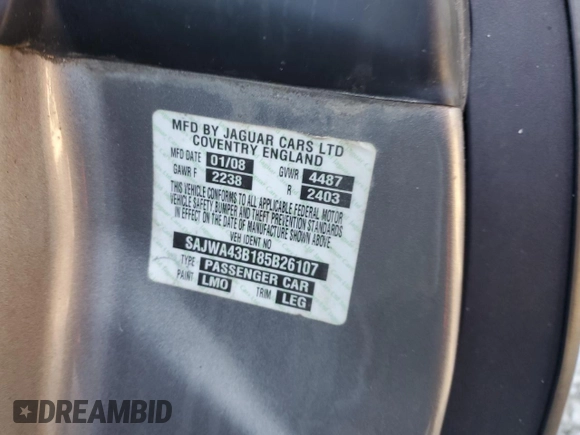 MFD BY JAGUAR CARS LTD
COVENTRY ENGLAND
MFD DATE 01/08 GVWR 4487
GAWR F 2238 R 2403
THIS VEHICLE CONFORMS TO ALL APPLICABLE FEDERAL MOTOR
VEHICLE SAFETY BUMPER AND THEFT PREVENTION STANDARDS
IN EFFECT ON THE DATE OF MANUFACTURE SHOWN ABOVE.
VEH IDENT NO
SAJWA43B185B26107
TYPE PASSENGER CAR
PAINT LMO TRIM LEG
DREAMBID